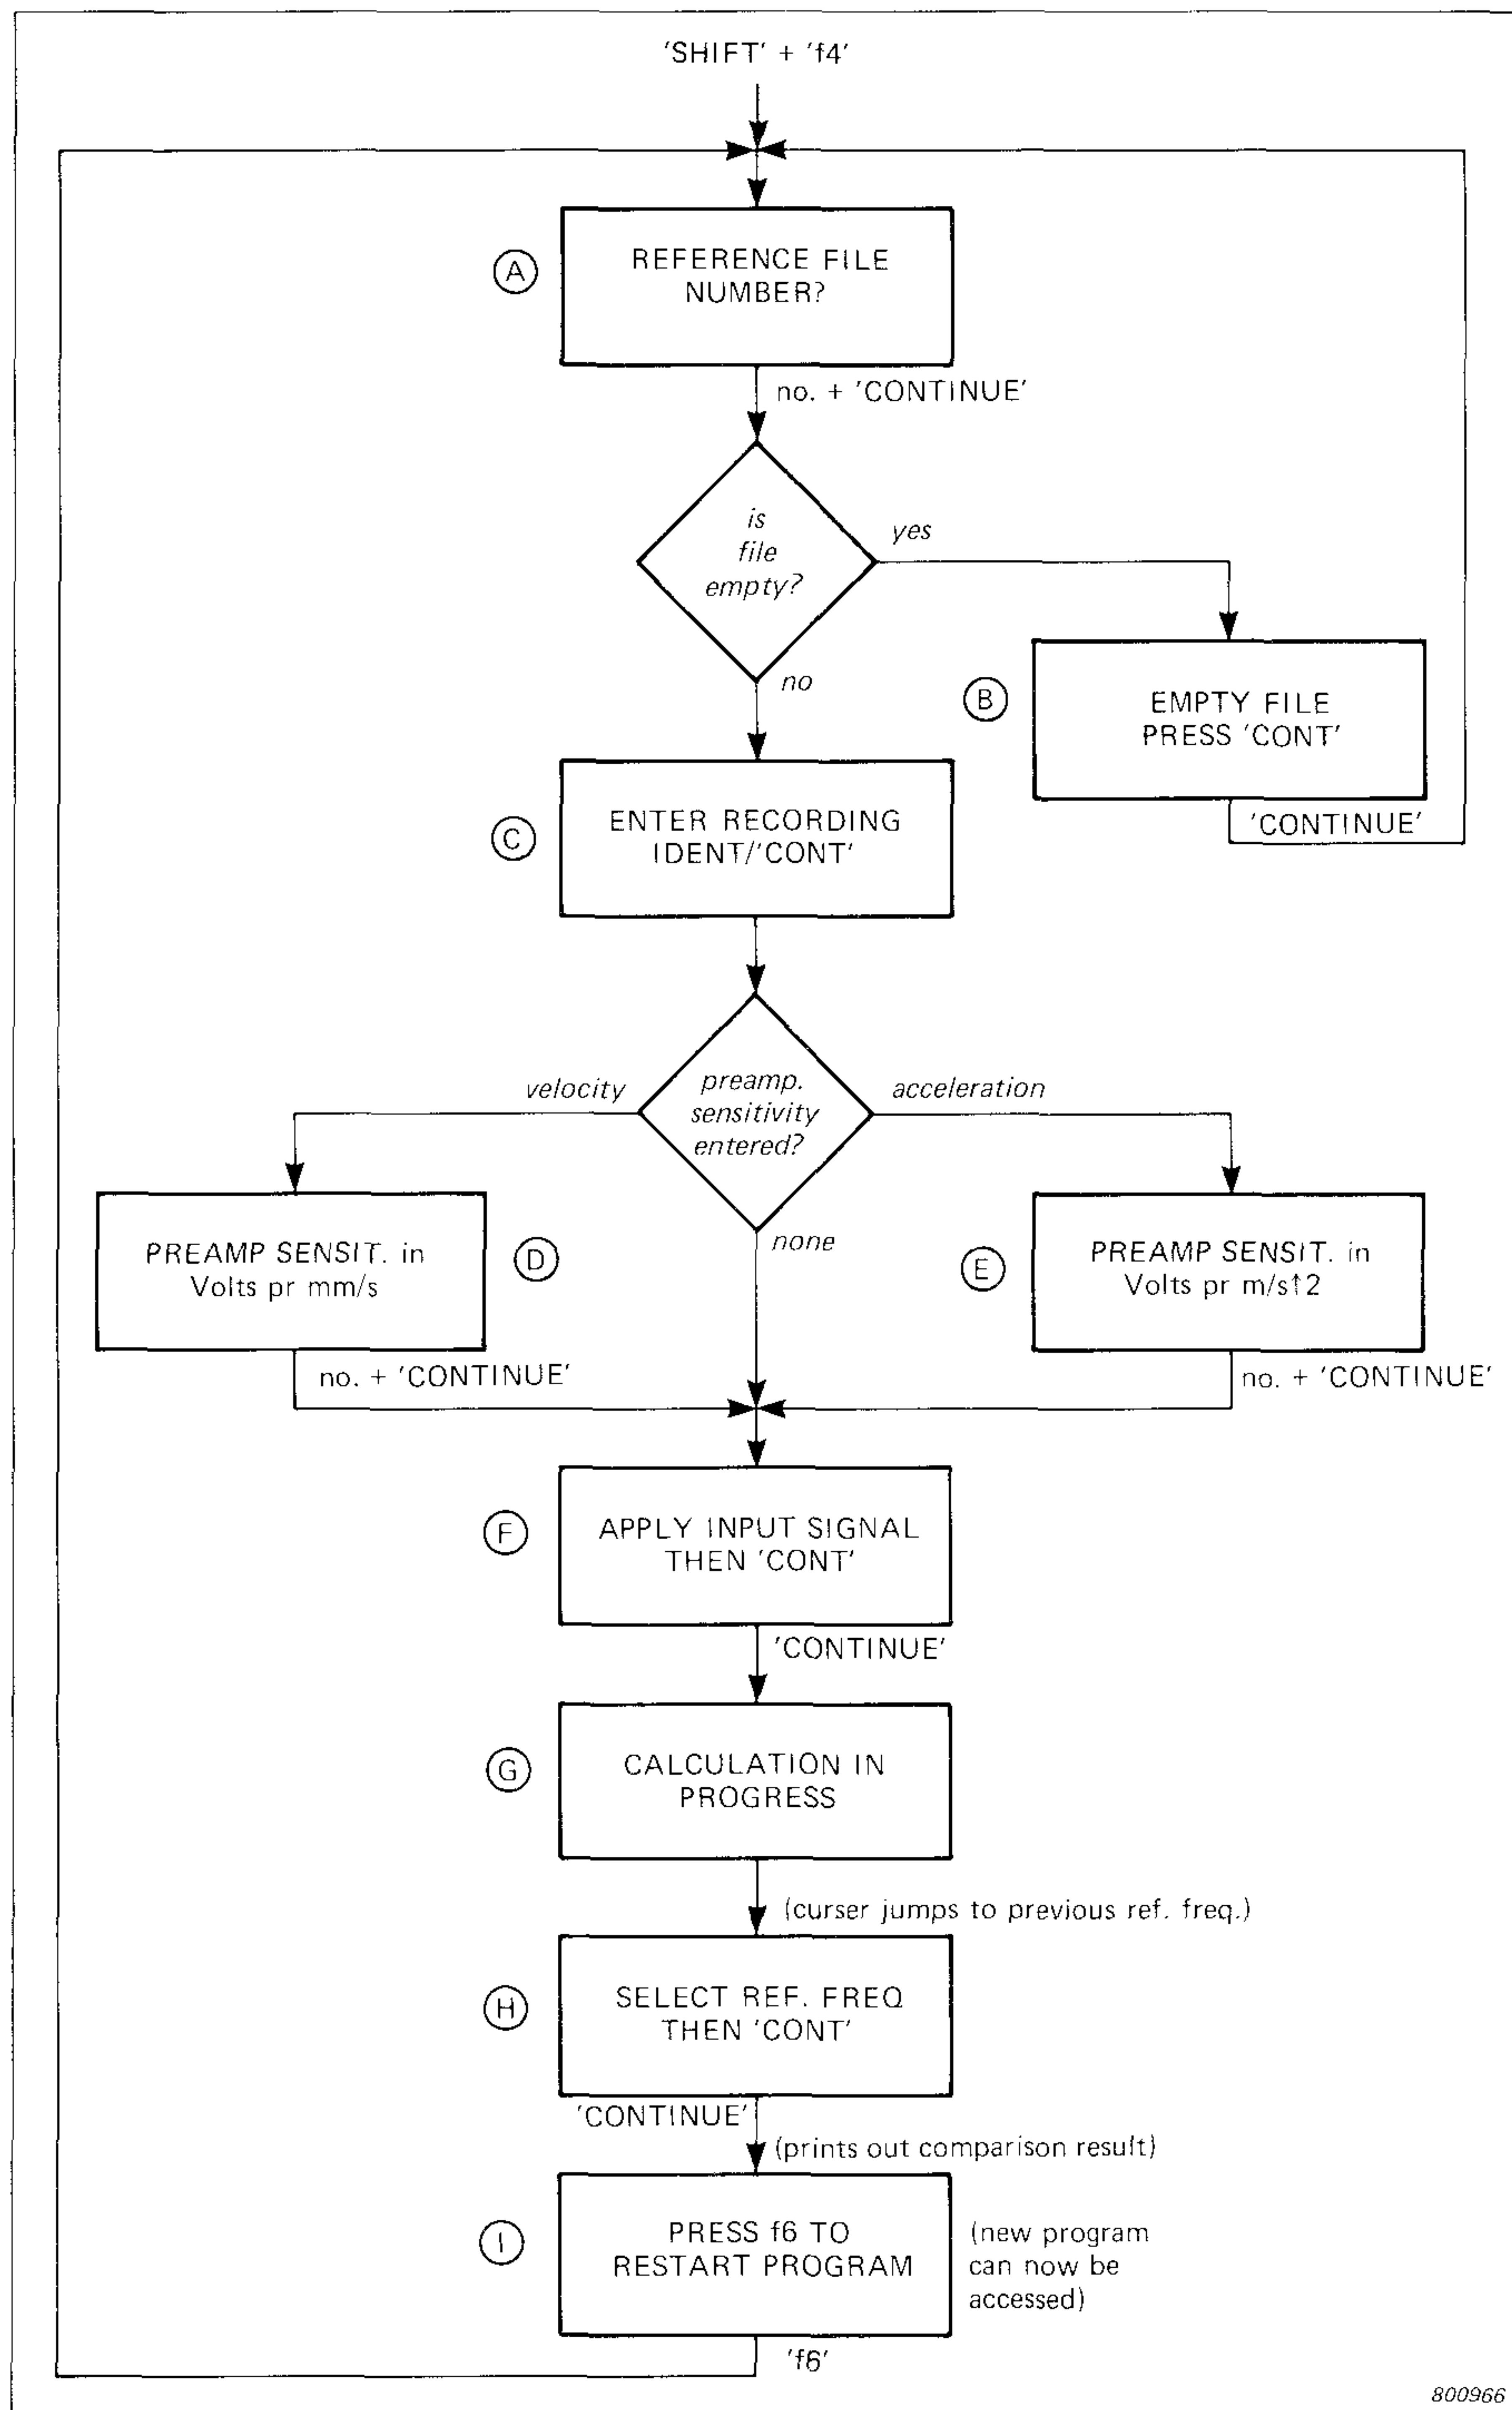 'SHIFT' + 'f4'
A
REFERENCE FILE
NUMBER?
no. + 'CONTINUE'
is
file
empty?
yes
no
B
EMPTY FILE
PRESS 'CONT'
'CONTINUE'
C
ENTER RECORDING
IDENT/'CONT'
velocity
preamp.
sensitivity
entered?
acceleration
none
PREAMP SENSIT. in
Volts pr mm/s
D
E
PREAMP SENSIT. in
Volts pr m/s↑2
no. + 'CONTINUE'
no. + 'CONTINUE'
F
APPLY INPUT SIGNAL
THEN 'CONT'
'CONTINUE'
G
CALCULATION IN
PROGRESS
(curser jumps to previous ref. freq.)
H
SELECT REF. FREQ
THEN 'CONT'
'CONTINUE'
(prints out comparison result)
I
PRESS f6 TO
RESTART PROGRAM
(new program
can now be
accessed)
'f6'
800966